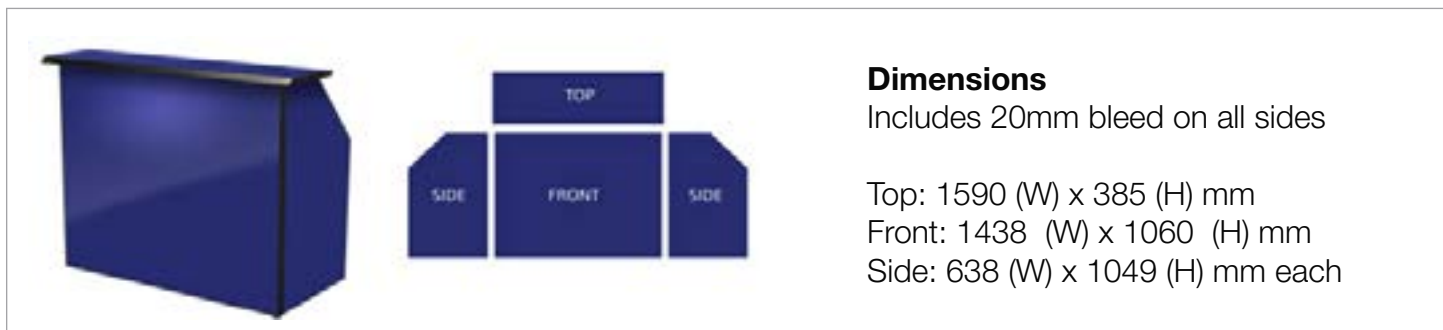 TOP
SIDE
FRONT
SIDE
Dimensions
Includes 20mm bleed on all sides
Top: 1590 (W) x 385 (H) mm
Front: 1438 (W) x 1060 (H) mm
Side: 638 (W) x 1049 (H) mm each